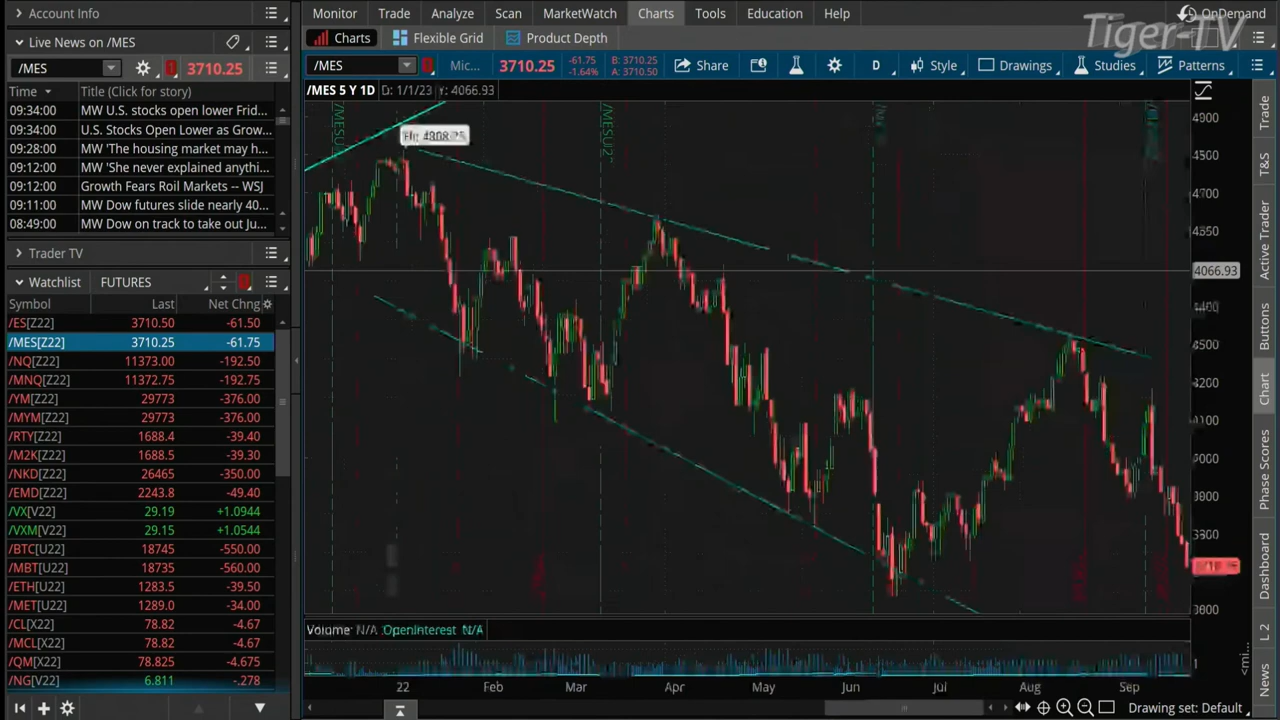 Account Info
Live News on /MES
/MES 3710.25
Time Title (Click for story)
09:34:00 MW U.S. stocks open lower Frid...
09:34:00 U.S. Stocks Open Lower as Grow...
09:28:00 MW 'The housing market may h...
09:12:00 MW 'She never explained anythi...
09:12:00 Growth Fears Roil Markets -- WSJ
09:11:00 MW Dow futures slide nearly 40...
08:49:00 MW Dow on track to take out Ju...
Trader TV
Watchlist FUTURES
Symbol Last Net Chng
/ES[Z22] 3710.50 -61.50
/MES[Z22] 3710.25 -61.75
/NQ[Z22] 11373.00 -192.50
/MNQ[Z22] 11372.75 -192.75
/YM[Z22] 29773 -376.00
/MYM[Z22] 29773 -376.00
/RTY[Z22] 1688.4 -39.40
/M2K[Z22] 1688.5 -39.30
/NKD[Z22] 26465 -350.00
/EMD[Z22] 2243.8 -49.40
/VX[V22] 29.19 +1.0944
/VXM[V22] 29.15 +1.0544
/BTC[U22] 18745 -550.00
/MBT[U22] 18735 -560.00
/ETH[U22] 1283.5 -39.50
/MET[U22] 1289.0 -34.00
/CL[X22] 78.82 -4.67
/MCL[X22] 78.82 -4.67
/QM[X22] 78.825 -4.675
/NG[V22] 6.811 -.278
Monitor Trade Analyze Scan MarketWatch Charts Tools Education Help
OnDemand
Tiger-TV
Charts Flexible Grid Product Depth
/MES Mic... 3710.25 -61.75 -1.64% B: 3710.25 A: 3710.50 Share D Style Drawings Studies Patterns
/MES 5 Y 1D D: 1/1/23 Y: 4066.93
4900
4700
4066.93
Volume N/A OpenInterest N/A
1
22 Feb Mar Apr May Jun Jul Aug Sep
Drawing set: Default
Trade
T&S
Active Trader
Buttons
Chart
Phase Scores
Dashboard
L 2
News